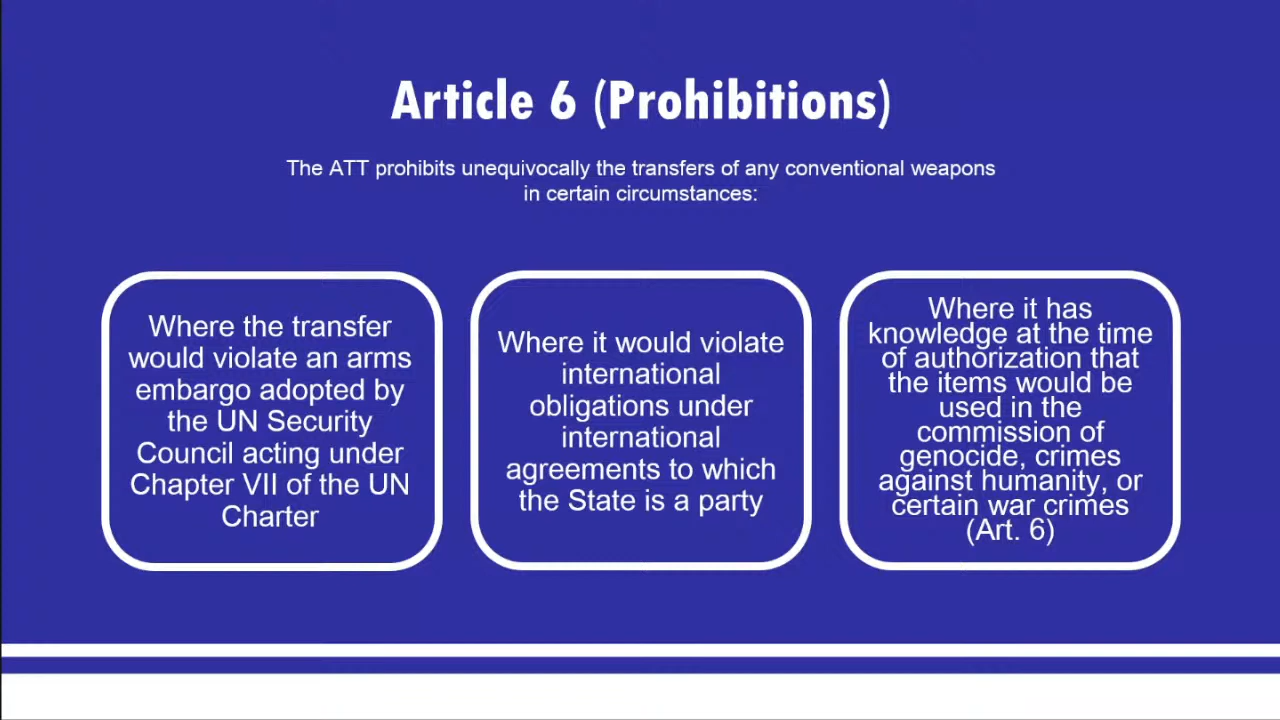 Article 6 (Prohibitions)
The ATT prohibits unequivocally the transfers of any conventional weapons
in certain circumstances:
Where the transfer
would violate an arms
embargo adopted by
the UN Security
Council acting under
Chapter VII of the UN
Charter
Where it would violate
international
obligations under
international
agreements to which
the State is a party
Where it has
knowledge at the time
of authorization that
the items would be
used in the
commission of
genocide, crimes
against humanity, or
certain war crimes
(Art. 6)